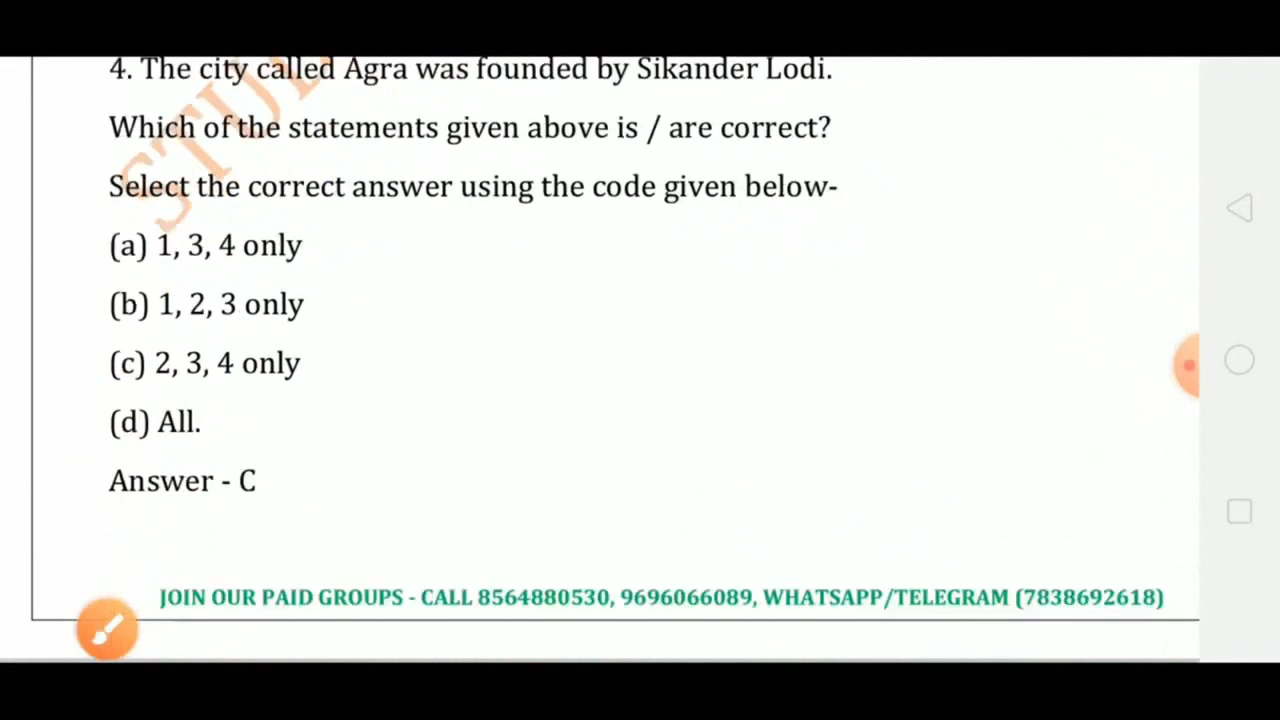 4. The city called Agra was founded by Sikander Lodi.
Which of the statements given above is / are correct?
Select the correct answer using the code given below-
(a) 1, 3, 4 only
(b) 1, 2, 3 only
(c) 2, 3, 4 only
(d) All.
Answer - C
JOIN OUR PAID GROUPS - CALL 8564880530, 9696066089, WHATSAPP/TELEGRAM (7838692618)